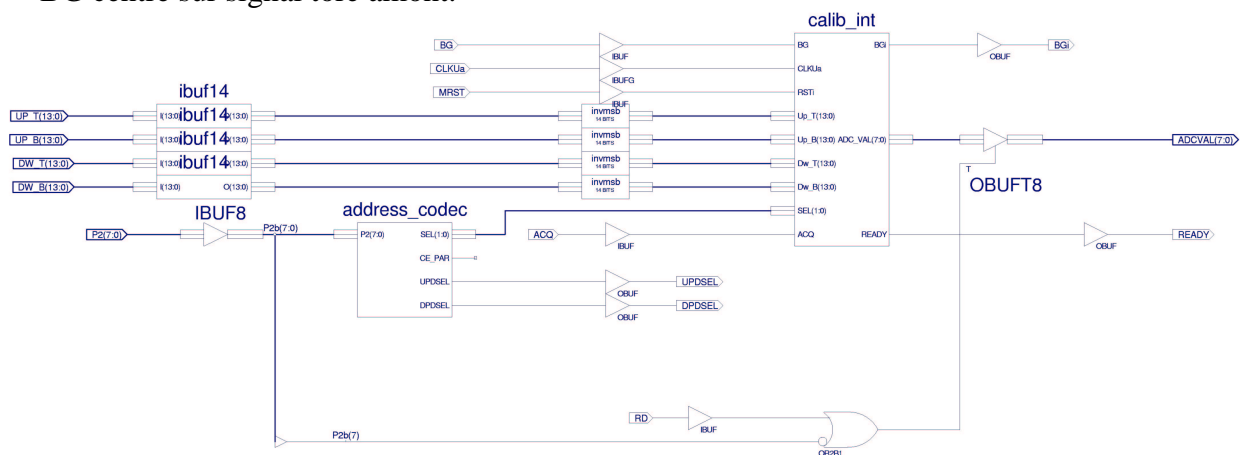 BG centré sur signal tore amont.
calib_int
BG IBUF BG BGi OBUF BGi
CLKUa IBUFG CLKUa
MRST IBUF RSTi
ibuf14
UP_T(13:0) I(13:0) ibuf14 O(13:0) invmsb 14 BITS Up_T(13:0)
UP_B(13:0) I(13:0) ibuf14 O(13:0) invmsb 14 BITS Up_B(13:0) ADC_VAL(7:0) ADCVAL(7:0)
DW_T(13:0) I(13:0) ibuf14 O(13:0) invmsb 14 BITS Dw_T(13:0) T
DW_B(13:0) I(13:0) O(13:0) invmsb 14 BITS Dw_B(13:0) OBUFT8
IBUF8 address_codec SEL(1:0)
P2(7:0) P2b(7:0) P2(7:0) SEL(1:0) ACQ IBUF ACQ READY OBUF READY
CE_PAR
UPDSEL OBUF UPDSEL
DPDSEL OBUF DPDSEL
RD IBUF
P2b(7)
OR2B1